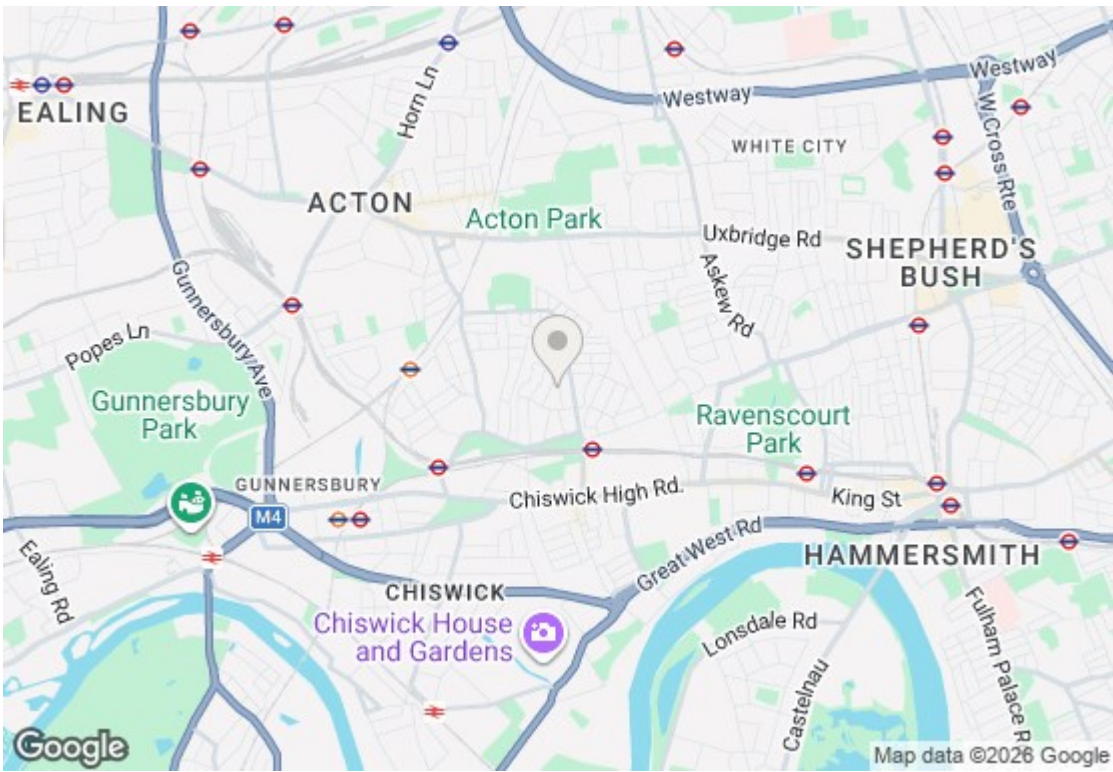 Westway
Westway
Horn Ln
EALING
W Cross Rte
WHITE CITY
ACTON
Acton Park
Uxbridge Rd
SHEPHERD'S
BUSH
Askew Rd
Gunnersbury Ave
Popes Ln
Gunnersbury
Park
Ravenscourt
Park
GUNNERSBURY
Chiswick High Rd.
King St
M4
Great West Rd
HAMMERSMITH
Ealing Rd
CHISWICK
Chiswick House
and Gardens
Lonsdale Rd
Fulham Palace R
Castelnau
Google
Map data ©2026 Google